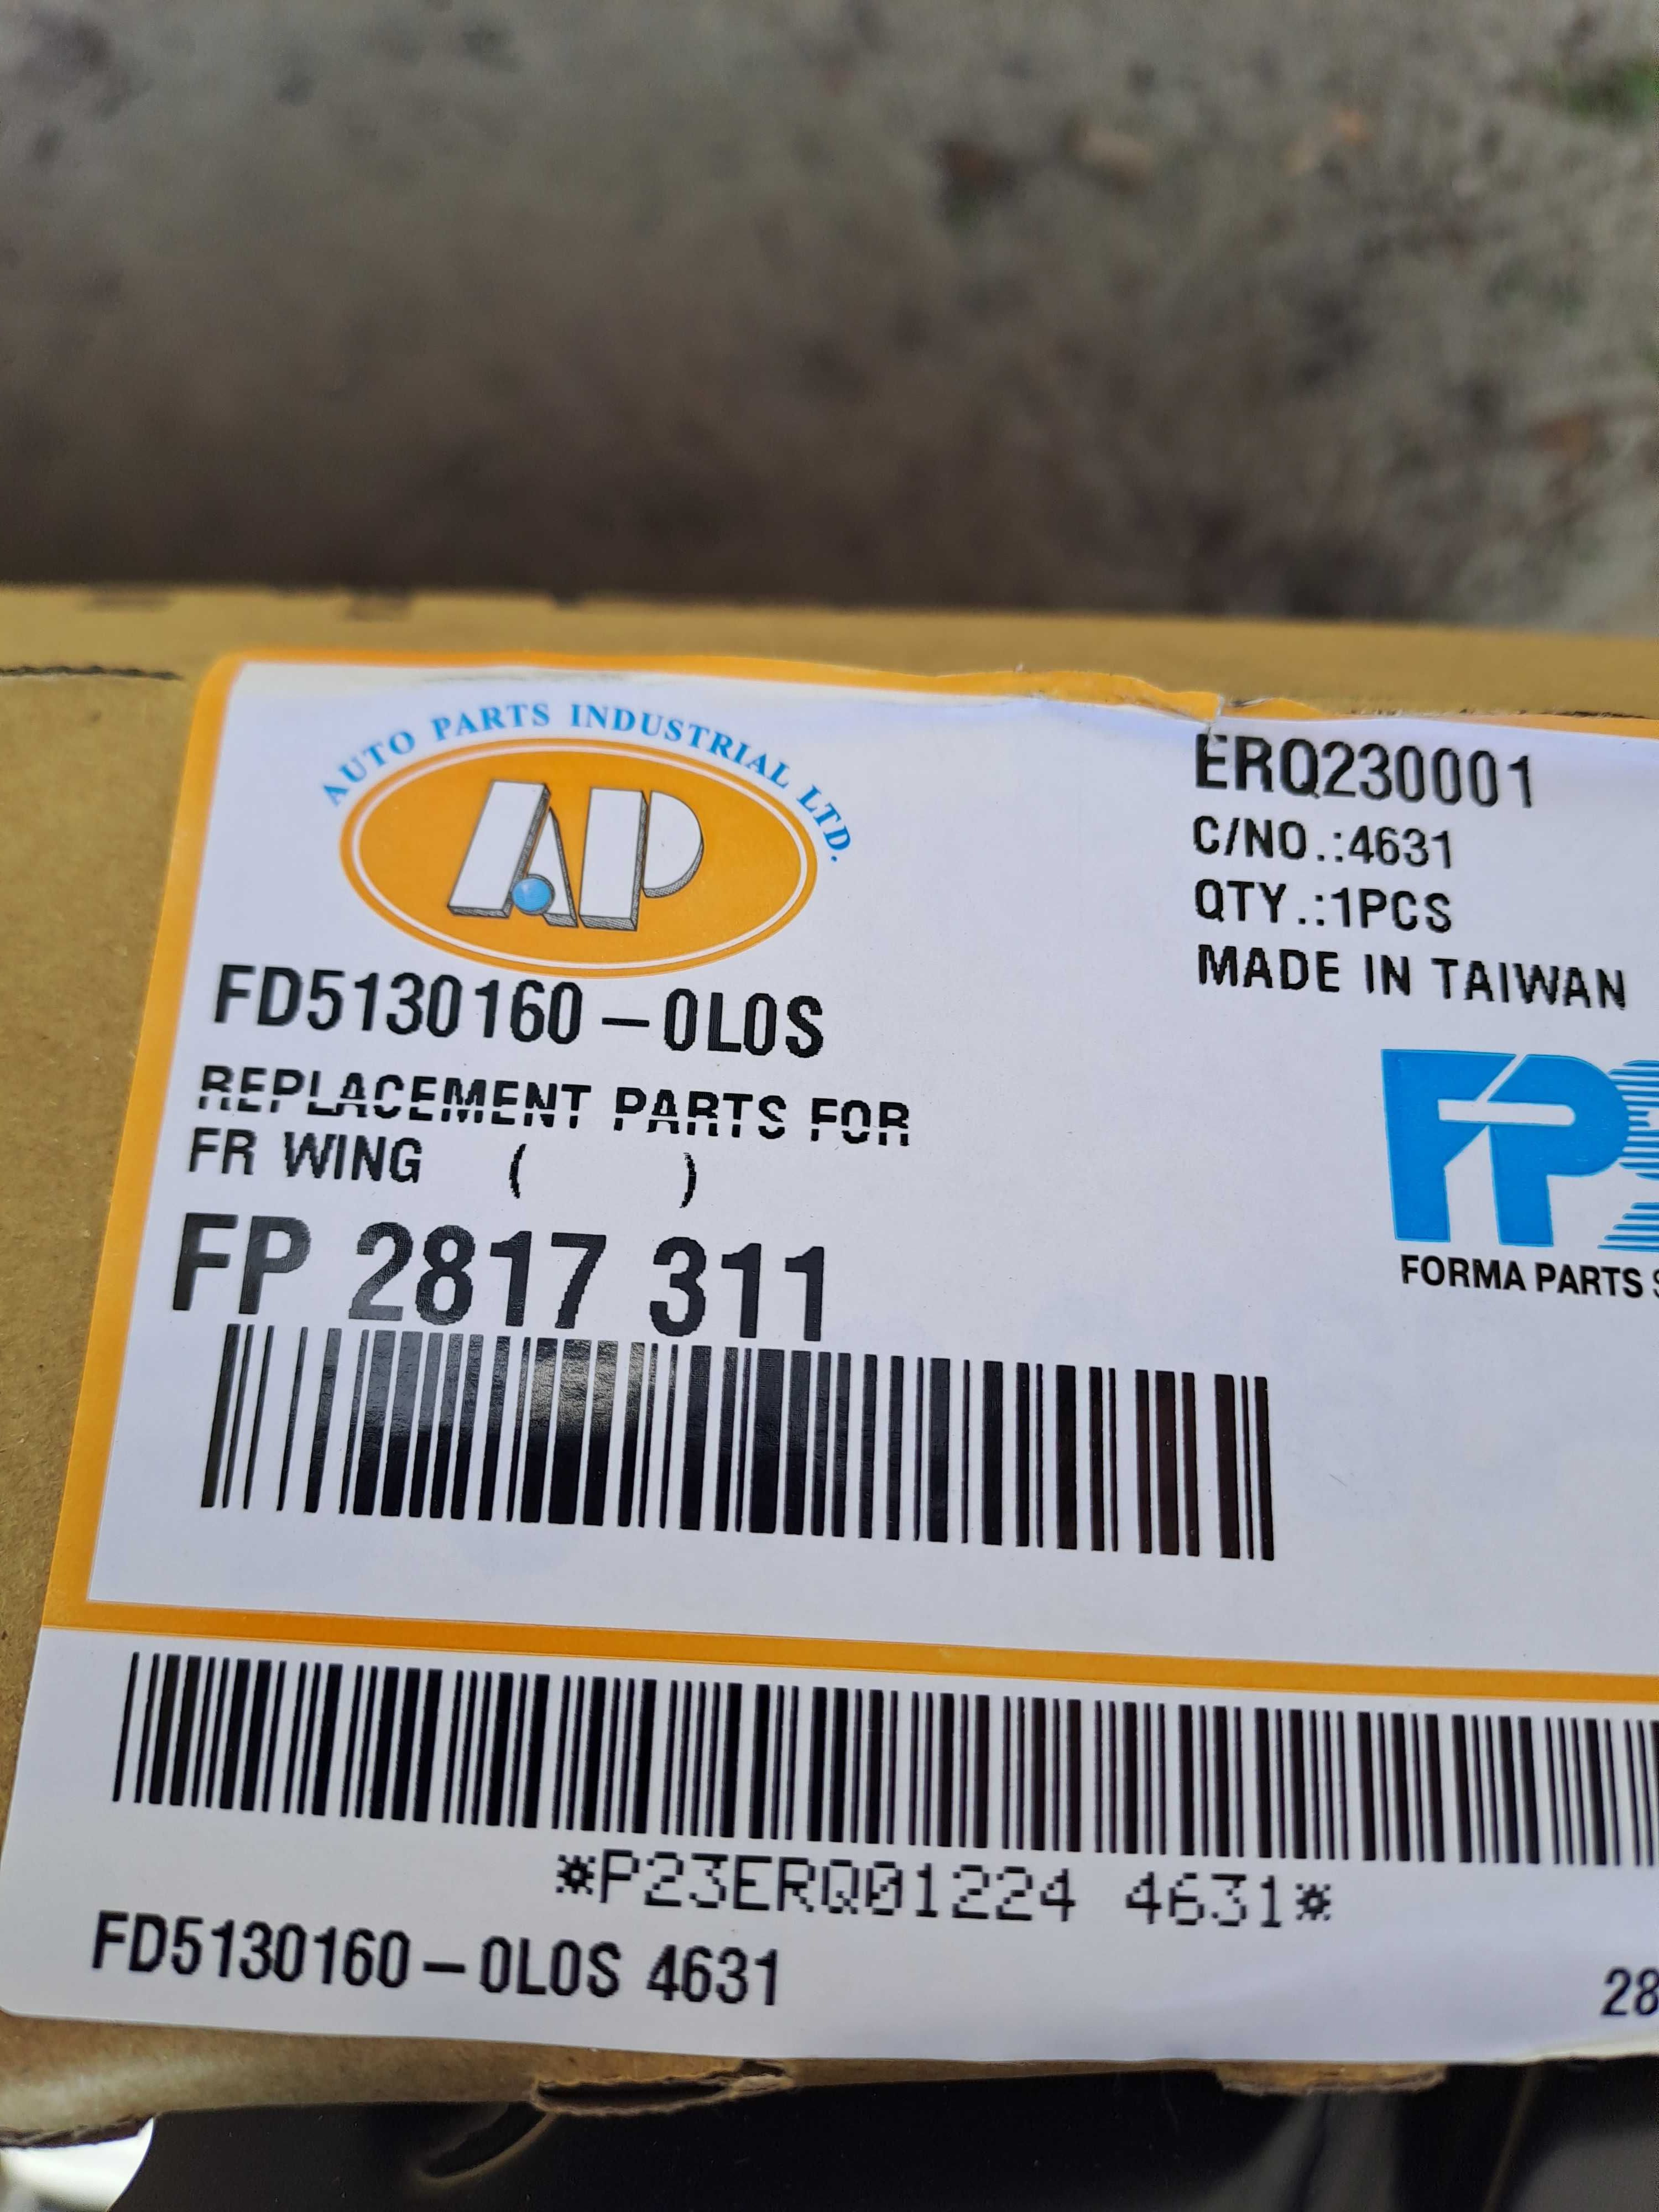 AUTO PARTS INDUSTRIAL LTD.
AP
ERQ230001
C/NO.:4631
QTY.:1PCS
MADE IN TAIWAN
FD5130160-0L0S
REPLACEMENT PARTS FOR
FR WING ( )
FP 2817 311
FP
FORMA PARTS S
*P23ERQ01224 4631*
FD5130160-0L0S 4631
28